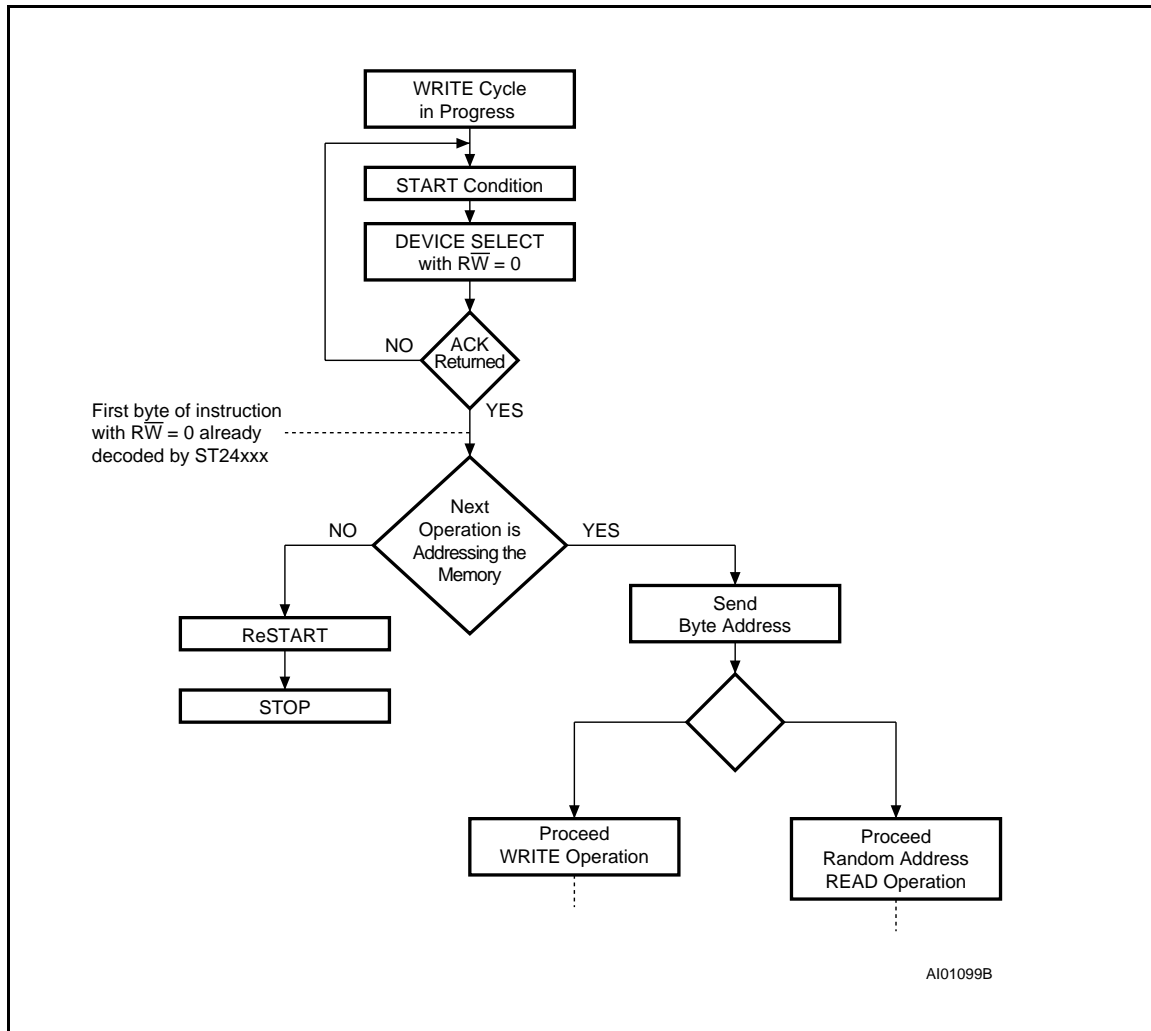 WRITE Cycle
in Progress
START Condition
DEVICE SELECT
with RW̅ = 0
NO
ACK
Returned
YES
First byte of instruction
with RW̅ = 0 already
decoded by ST24xxx
NO
Next
Operation is
Addressing the
Memory
YES
ReSTART
STOP
Send
Byte Address
Proceed
WRITE Operation
Proceed
Random Address
READ Operation
AI01099B